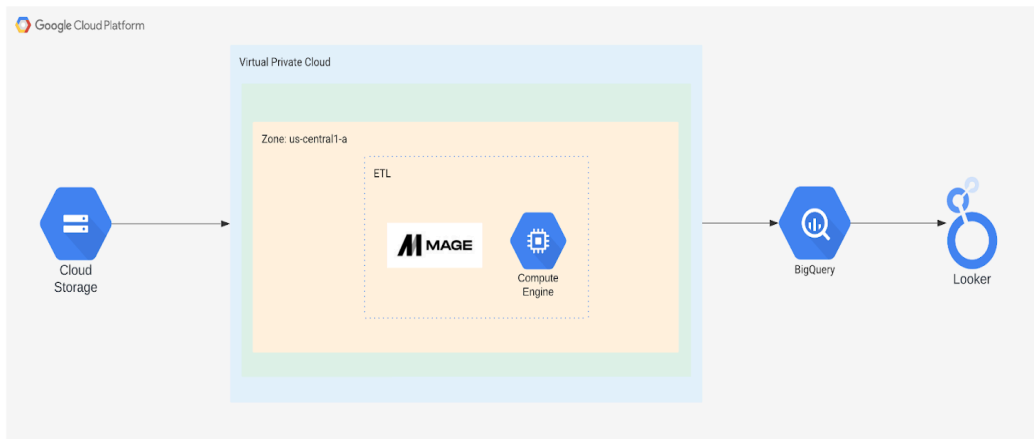 Google Cloud Platform
Virtual Private Cloud
Zone: us-central1-a
ETL
MAGE
Compute
Engine
Cloud
Storage
BigQuery
Looker